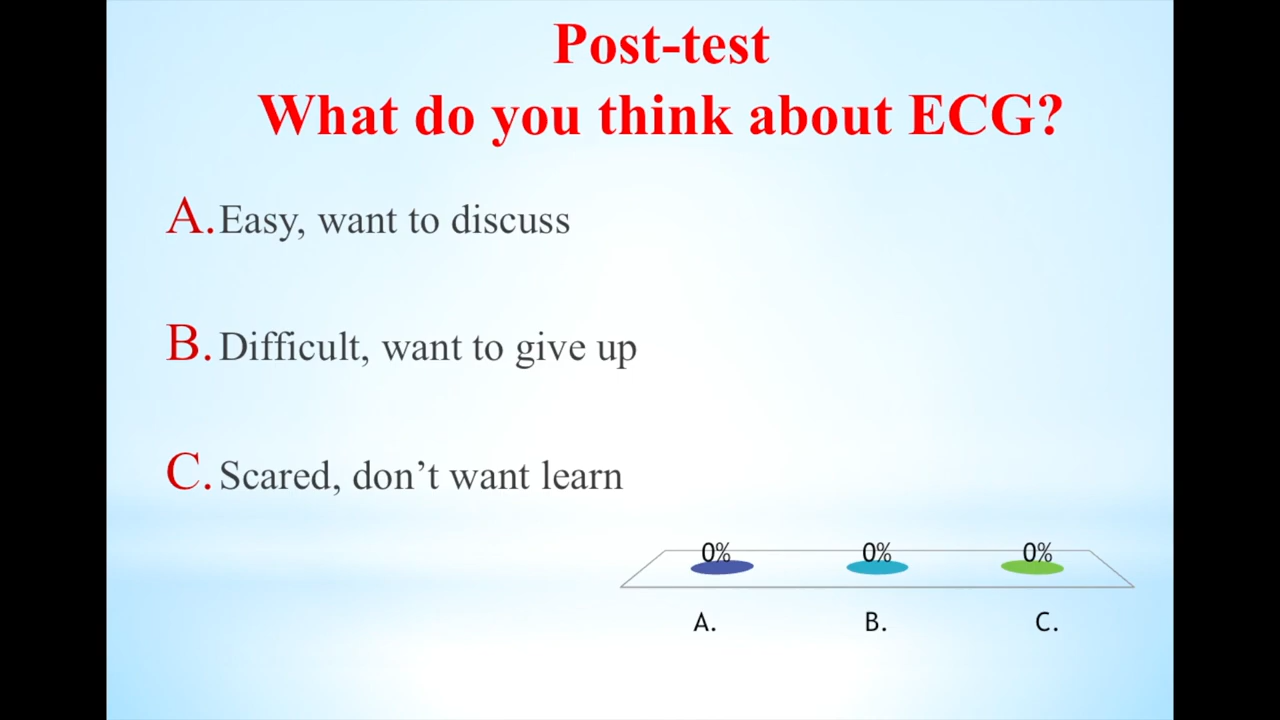 Post-test
What do you think about ECG?
A. Easy, want to discuss
B. Difficult, want to give up
C. Scared, don’t want learn
0% 0% 0%
A. B. C.